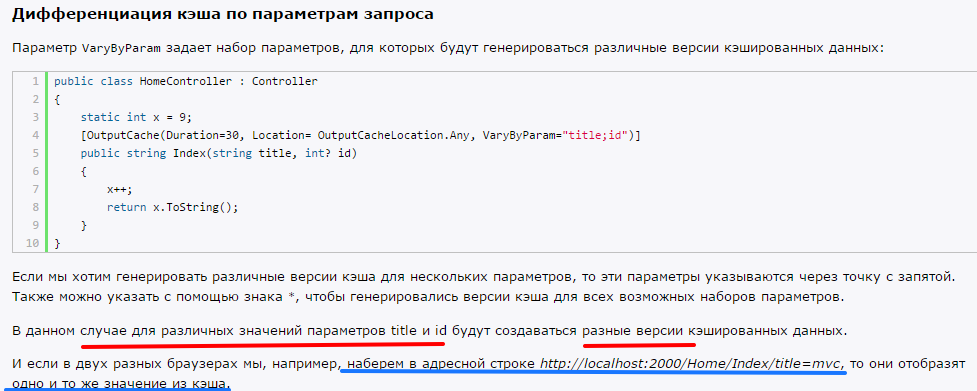 Дифференциация кэша по параметрам запроса
Параметр VaryByParam задает набор параметров, для которых будут генерироваться различные версии кэшированных данных:
1 public class HomeController : Controller
2 {
3 static int x = 9;
4 [OutputCache(Duration=30, Location= OutputCacheLocation.Any, VaryByParam="title;id")]
5 public string Index(string title, int? id)
6 {
7 x++;
8 return x.ToString();
9 }
10 }
Если мы хотим генерировать различные версии кэша для нескольких параметров, то эти параметры указываются через точку с запятой.
Также можно указать с помощью знака *, чтобы генерировались версии кэша для всех возможных наборов параметров.
В данном случае для различных значений параметров title и id будут создаваться разные версии кэшированных данных.
И если в двух разных браузерах мы, например, наберем в адресной строке http://localhost:2000/Home/Index/title=mvc, то они отобразят
одно и то же значение из кэша.